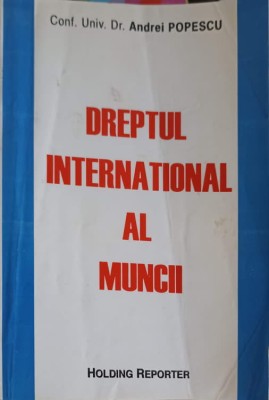 Conf. Univ. Dr. Andrei POPESCU
DREPTUL
INTERNATIONAL
AL
MUNCII
HOLDING REPORTER